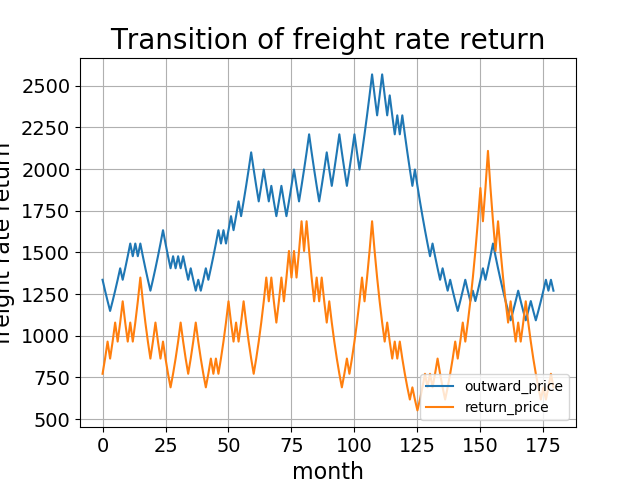 Transition of freight rate return
freight rate return
2500
2250
2000
1750
1500
1250
1000
750
500
0 25 50 75 100 125 150 175
month
outward_price
return_price